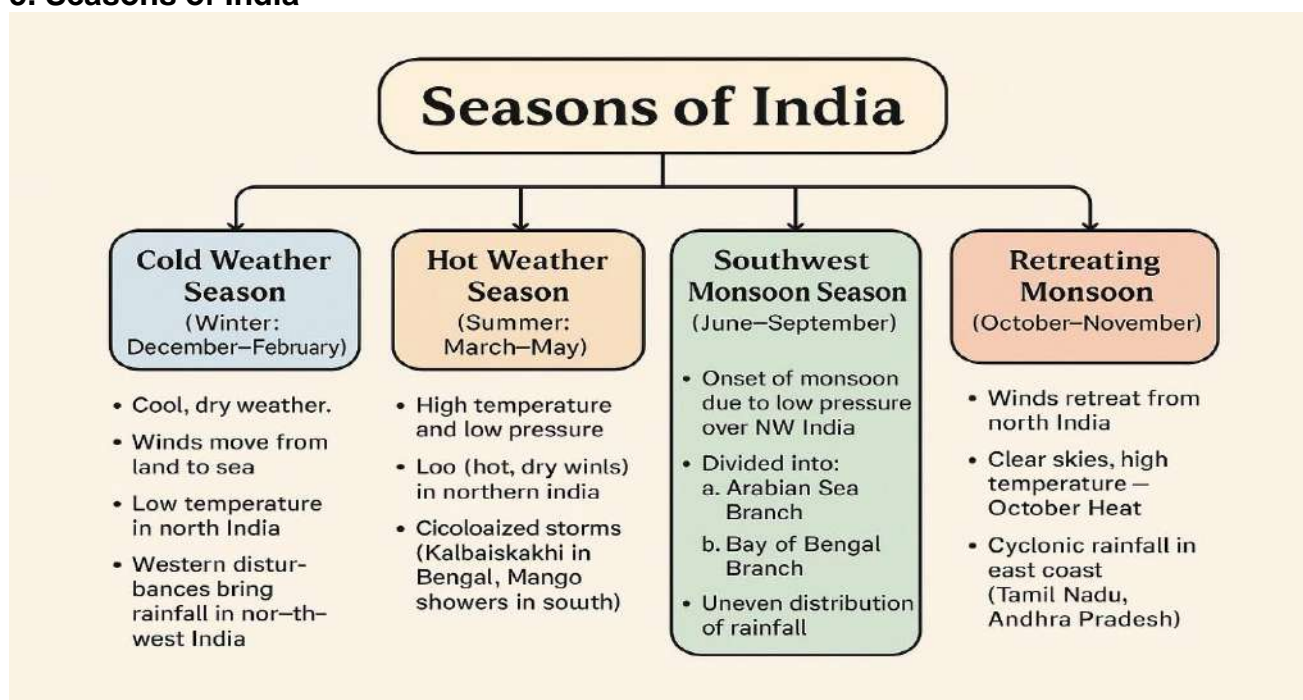 Seasons of India
Cold Weather
Season
(Winter:
December–February)
• Cool, dry weather.
• Winds move from
land to sea
• Low temperature
in north India
• Western distur-
bances bring
rainfall in nor–th-
west India
Hot Weather
Season
(Summer:
March–May)
• High temperature
and low pressure
• Loo (hot, dry winls)
in northern india
• Cicoloaized storms
(Kalbaiskakhi in
Bengal, Mango
showers in soutth)
Southwest
Monsoon Season
(June–September)
• Onset of monsoon
due to low pressure
over NW India
• Divided into:
a. Arabian Sea
Branch
b. Bay of Bengal
Branch
• Uneven distribution
of rainfall
Retreating
Monsoon
(October–November)
• Winds retreat from
north India
• Clear skies, high
temperature –
October Heat
• Cyclonic rainfall in
east coast
(Tamil Nadu,
Andhra Pradesh)